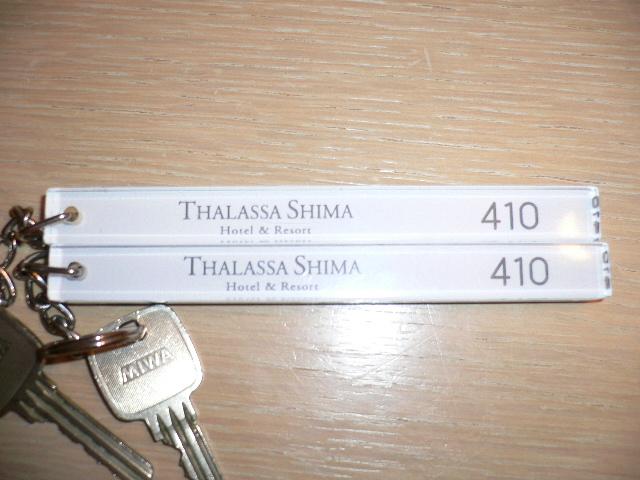 THALASSA SHIMA
Hotel & Resort
410
THALASSA SHIMA
Hotel & Resort
410
MIWA